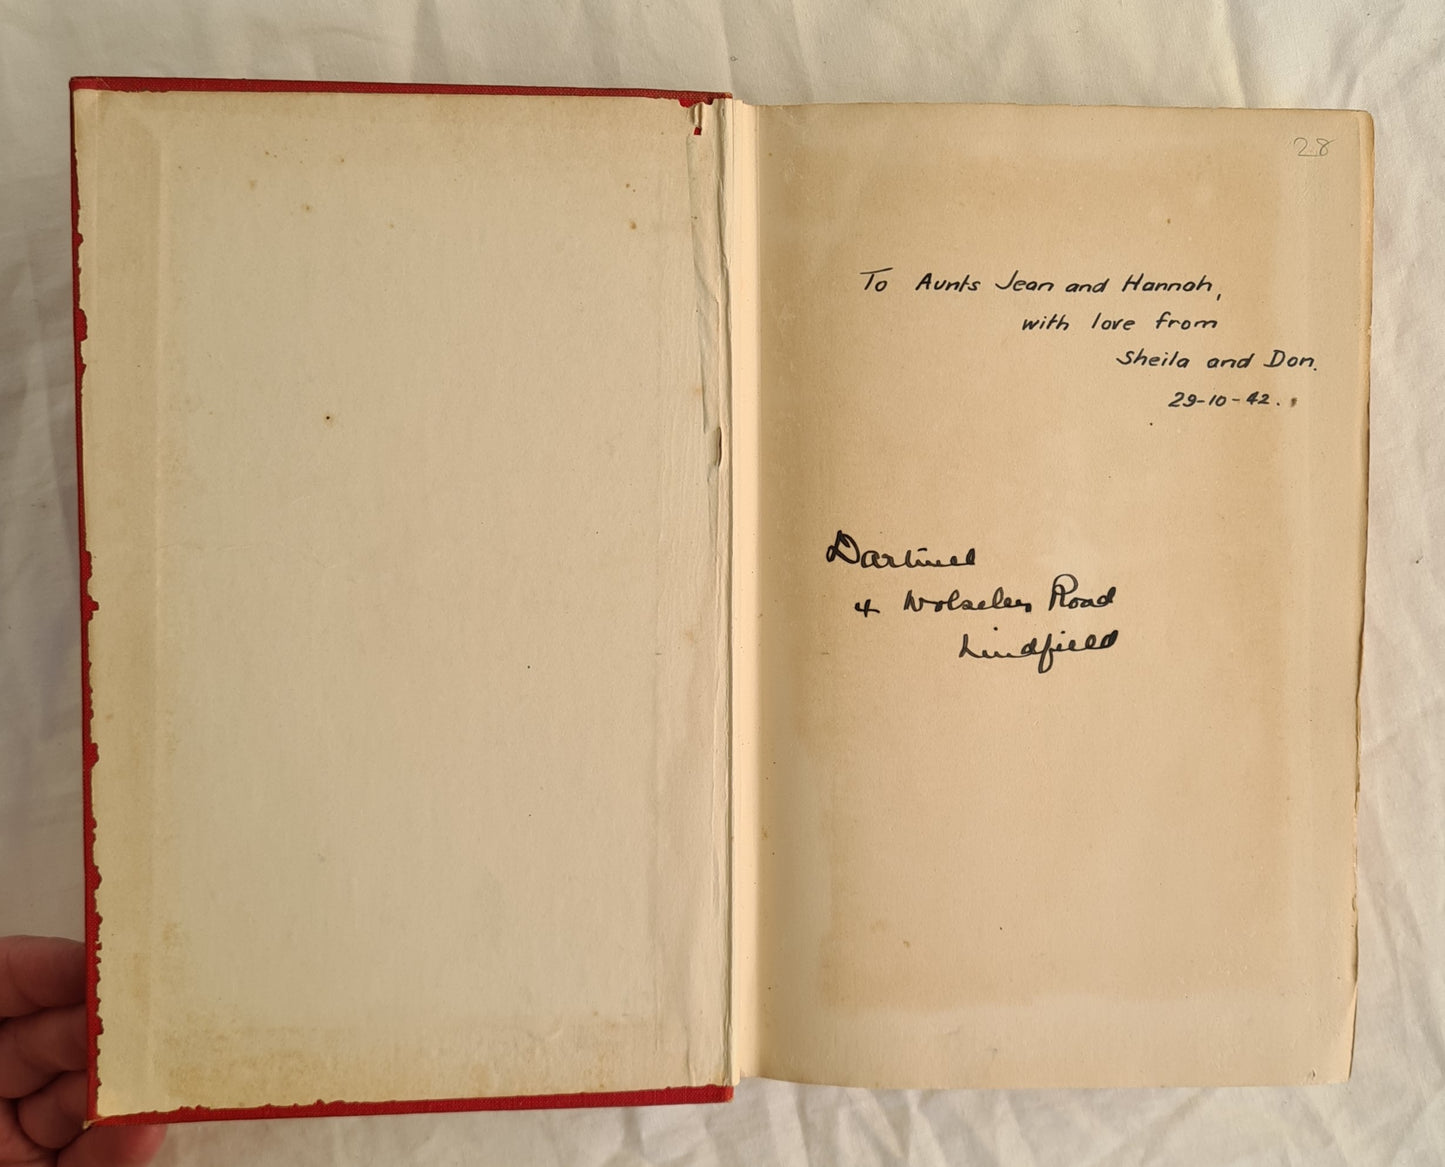 28
To Aunts Jean and Hannah,
with love from
Sheila and Don.
29-10-42.
Dartnell
4 Wolseley Road
Lindfield